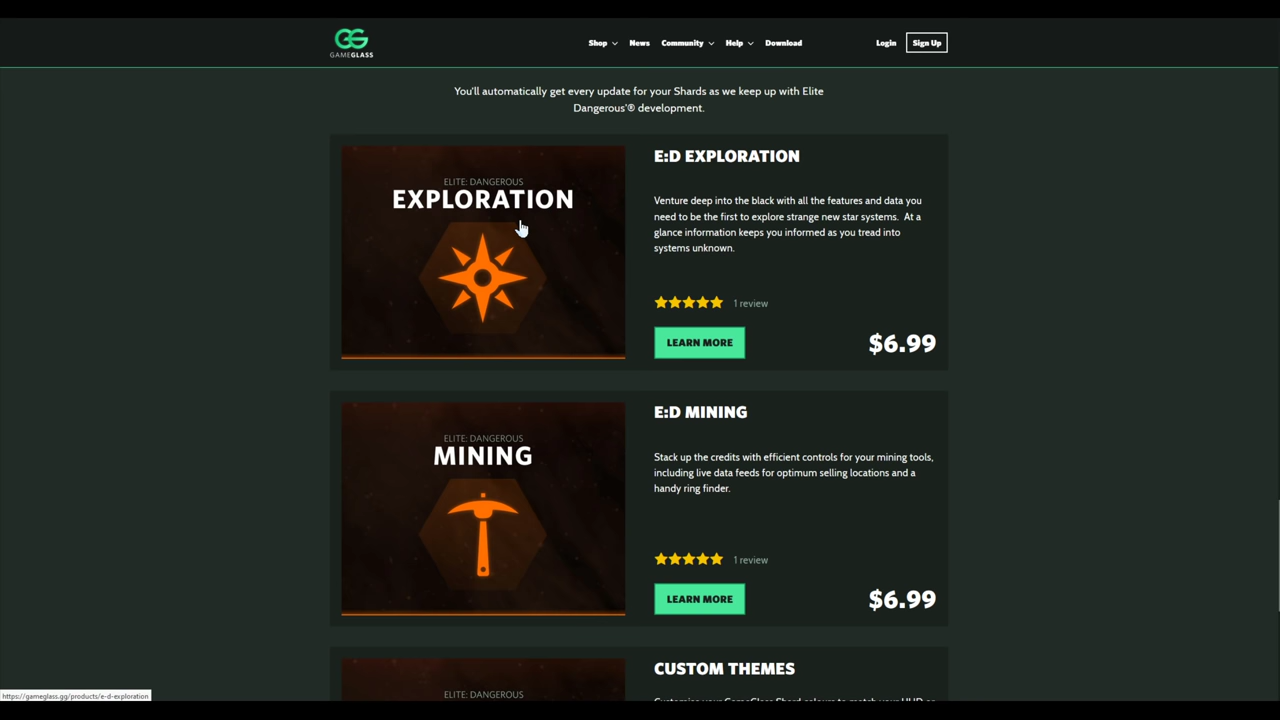 GAMEGLASS
Shop
News
Community
Help
Download
Login
Sign Up
You'll automatically get every update for your Shards as we keep up with Elite
Dangerous'® development.
ELITE: DANGEROUS
EXPLORATION
E:D EXPLORATION
Venture deep into the black with all the features and data you
need to be the first to explore strange new star systems. At a
glance information keeps you informed as you tread into
systems unknown.
1 review
LEARN MORE
$6.99
ELITE: DANGEROUS
MINING
E:D MINING
Stack up the credits with efficient controls for your mining tools,
including live data feeds for optimum selling locations and a
handy ring finder.
1 review
LEARN MORE
$6.99
ELITE: DANGEROUS
CUSTOM THEMES
https://gameglass.gg/products/e-d-exploration